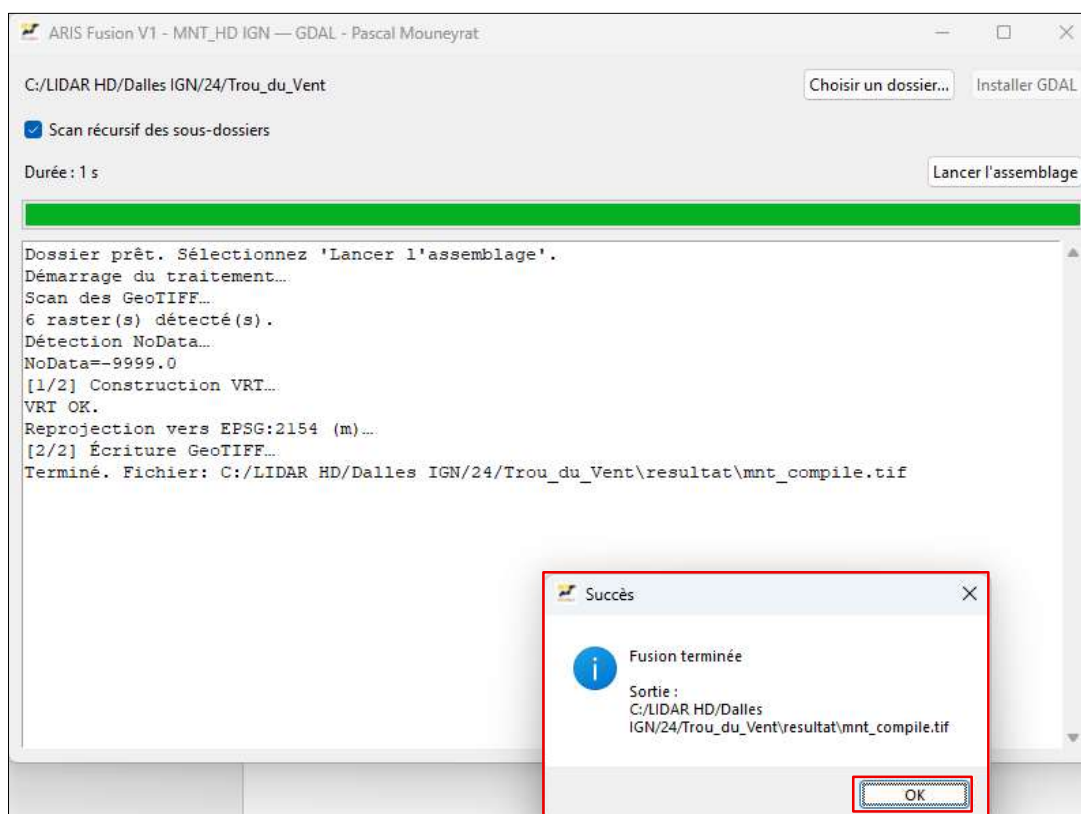 ARIS Fusion V1 - MNT_HD IGN — GDAL - Pascal Mouneyrat
C:/LIDAR HD/Dalles IGN/24/Trou_du_Vent
Choisir un dossier...
Installer GDAL
Scan récursif des sous-dossiers
Durée : 1 s
Lancer l'assemblage
Dossier prêt. Sélectionnez 'Lancer l'assemblage'.
Démarrage du traitement…
Scan des GeoTIFF…
6 raster(s) détecté(s).
Détection NoData…
NoData=-9999.0
[1/2] Construction VRT…
VRT OK.
Reprojection vers EPSG:2154 (m)…
[2/2] Écriture GeoTIFF…
Terminé. Fichier: C:/LIDAR HD/Dalles IGN/24/Trou_du_Vent\resultat\mnt_compile.tif
Succès
Fusion terminée
Sortie :
C:/LIDAR HD/Dalles
IGN/24/Trou_du_Vent\resultat\mnt_compile.tif
OK